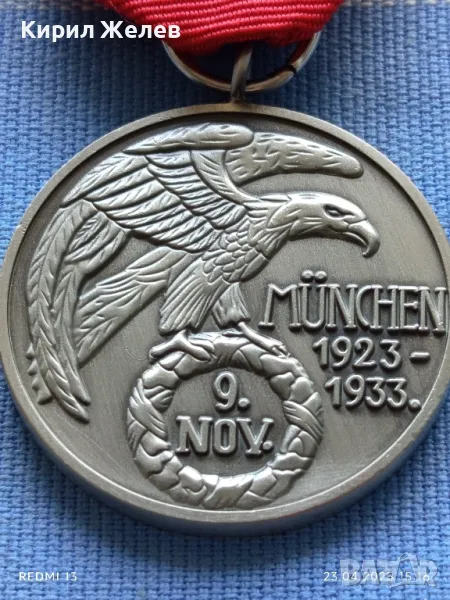 Кирил Желев
MÜNCHEN
1923-
1933.
9.
NOV.
REDMI 13
23.04.2023 15:16